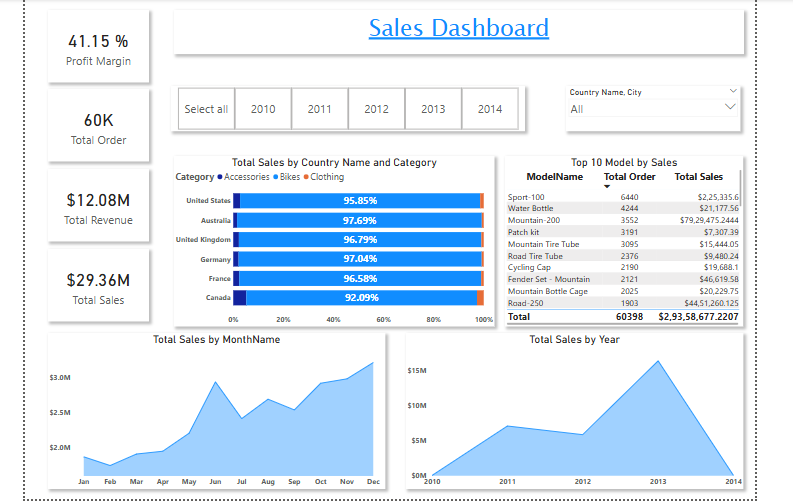 Sales Dashboard
41.15 %
Profit Margin
60K
Total Order
$12.08M
Total Revenue
$29.36M
Total Sales
Select all 2010 2011 2012 2013 2014
Country Name, City
All
Total Sales by Country Name and Category
Category Accessories Bikes Clothing
United States 95.85%
Australia 97.69%
United Kingdom 96.79%
Germany 97.04%
France 96.58%
Canada 92.09%
0% 20% 40% 60% 80% 100%
Top 10 Model by Sales
ModelName Total Order Total Sales
Sport-100 6440 $2,25,335.6
Water Bottle 4244 $21,177.56
Mountain-200 3552 $79,29,475.2444
Patch kit 3191 $7,307.39
Mountain Tire Tube 3095 $15,444.05
Road Tire Tube 2376 $9,480.24
Cycling Cap 2190 $19,688.1
Fender Set - Mountain 2121 $46,619.58
Mountain Bottle Cage 2025 $20,229.75
Road-250 1903 $44,51,260.125
Total 60398 $2,93,58,677.2207
Total Sales by MonthName
$3.0M
$2.5M
$2.0M
Jan Feb Mar Apr May Jun Jul Aug Sep Oct Nov Dec
Total Sales by Year
$15M
$10M
$5M
$0M
2010 2011 2012 2013 2014